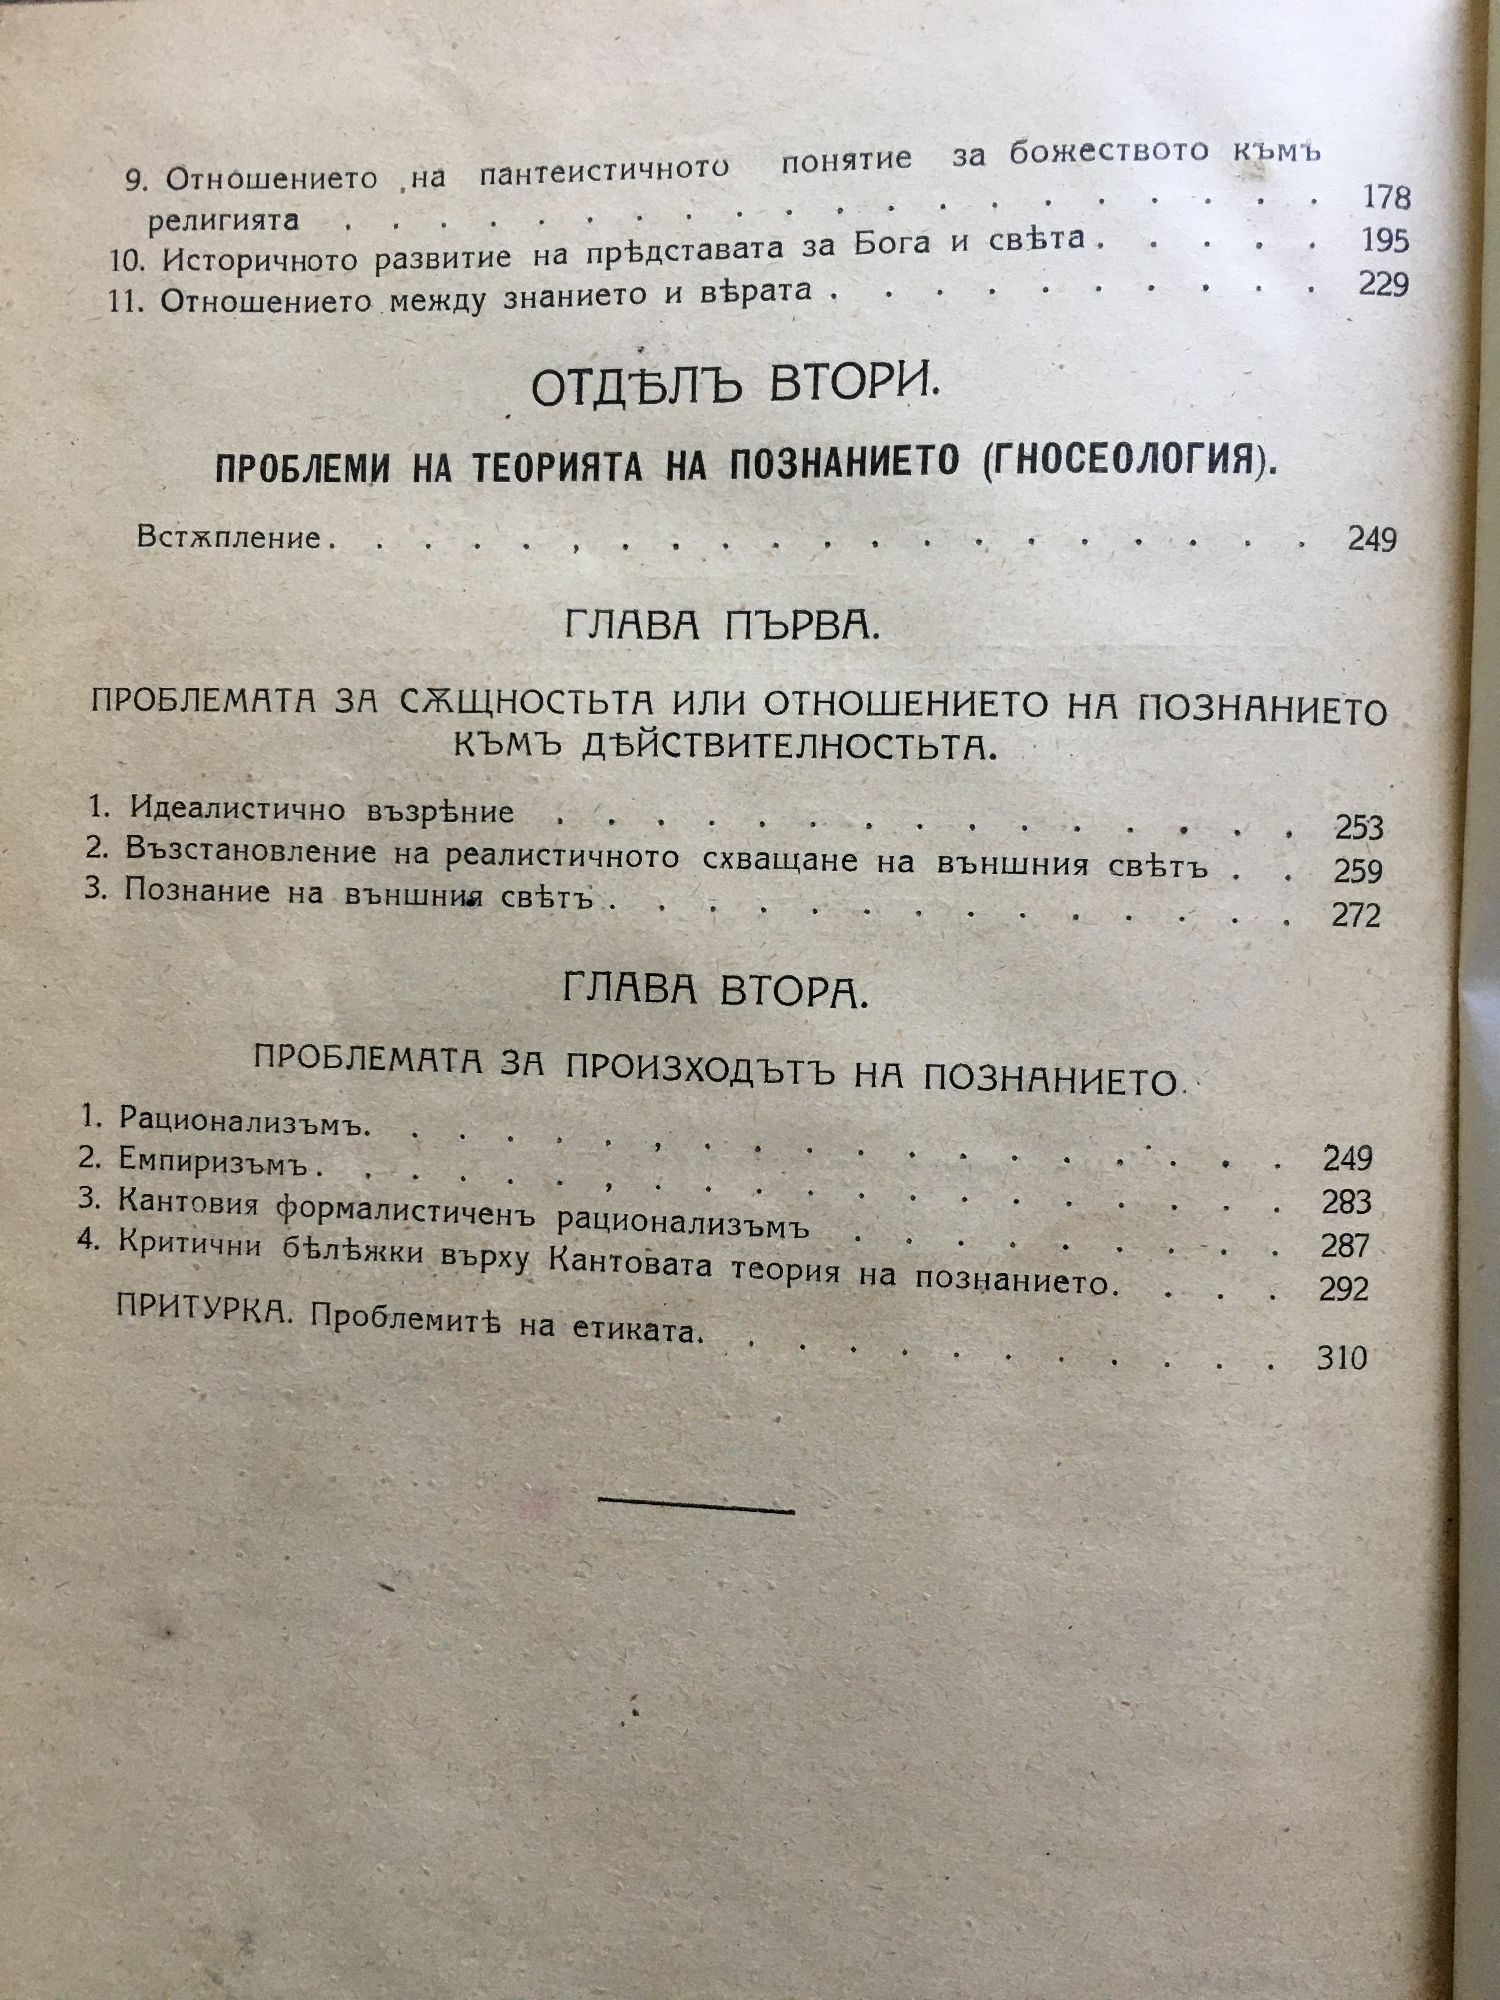 9. Отношението на пантеистичното понятие за божеството къмъ
религията . . . . . . . . . . . . . . . . . . . . 178
10. Историчното развитие на прѣдставата за Бога и свѣта . . . . . 195
11. Отношението между знанието и вѣрата . . . . . . . . . . 229
ОТДѢЛЪ ВТОРИ.
ПРОБЛЕМИ НА ТЕОРИЯТА НА ПОЗНАНИЕТО (ГНОСЕОЛОГИЯ).
Встѫпление . . . . . . . . . . . . . . . . . . . . 249
ГЛАВА ПЪРВА.
ПРОБЛЕМАТА ЗА СѪЩНОСТЬТА ИЛИ ОТНОШЕНИЕТО НА ПОЗНАНИЕТО
КЪМЪ ДѢЙСТВИТЕЛНОСТЬТА.
1. Идеалистично възрѣние . . . . . . . . . . . . . . . 253
2. Възстановление на реалистичното схващане на външния свѣтъ . . 259
3. Познание на външния свѣтъ . . . . . . . . . . . . . . 272
ГЛАВА ВТОРА.
ПРОБЛЕМАТА ЗА ПРОИЗХОДЪТЪ НА ПОЗНАНИЕТО.
1. Рационализъмъ . . . . . . . . . . . . . . . . . . . 249
2. Емпиризъмъ . . . . . . . . . . . . . . . . . . . . 283
3. Кантовия формалистиченъ рационализъмъ . . . . . . . . . 287
4. Критични бѣлѣжки върху Кантовата теория на познанието . . . . 292
ПРИТУРКА. Проблемитѣ на етиката . . . . . . . . . . . . 310